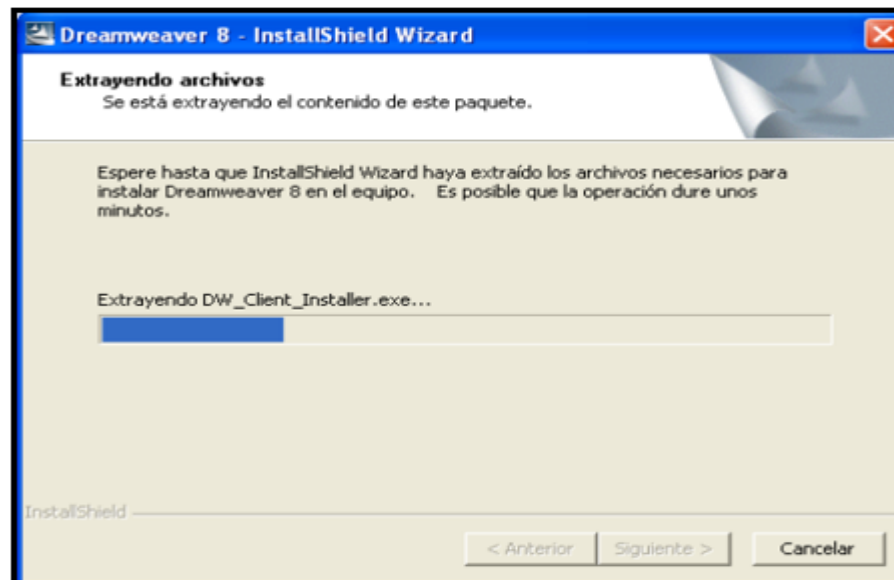 Dreamweaver 8 - InstallShield Wizard
Extrayendo archivos
Se está extrayendo el contenido de este paquete.
Espere hasta que InstallShield Wizard haya extraído los archivos necesarios para
instalar Dreamweaver 8 en el equipo. Es posible que la operación dure unos
minutos.
Extrayendo DW_Client_Installer.exe...
InstallShield
< Anterior
Siguiente >
Cancelar